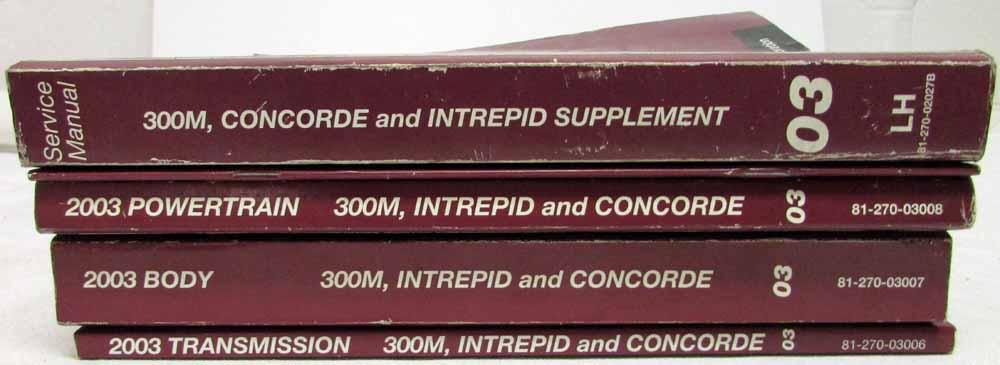 Service
Manual
300M, CONCORDE and INTREPID SUPPLEMENT
03
LH
81-270-02027B
2003 POWERTRAIN 300M, INTREPID and CONCORDE 03 81-270-03008
2003 BODY 300M, INTREPID and CONCORDE 03 81-270-03007
2003 TRANSMISSION 300M, INTREPID and CONCORDE 03 81-270-03006